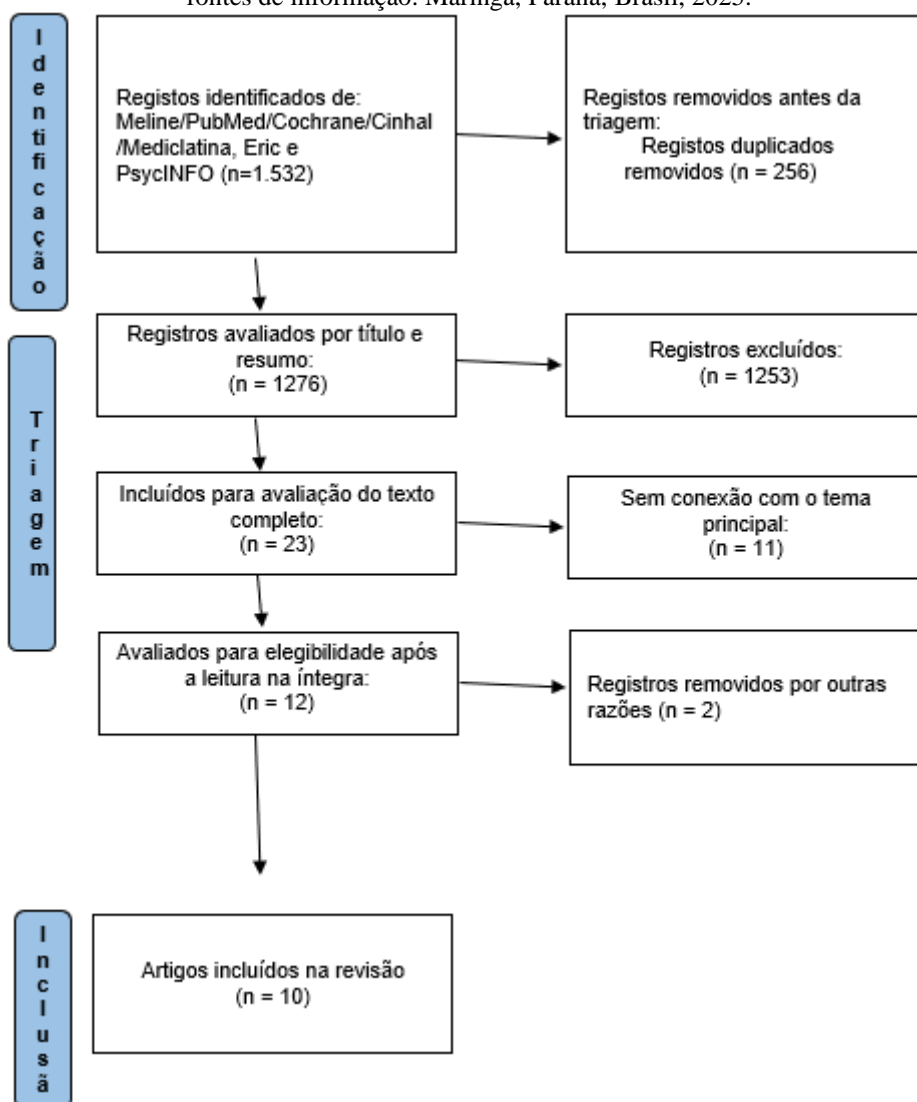 fontes de informação. Maringá, Paraná, Brasil, 2023.
Identificação
Registos identificados de:
Meline/PubMed/Cochrane/Cinhal
/Mediclatina, Eric e
PsycINFO (n=1.532)
Registos removidos antes da
triagem:
Registos duplicados
removidos (n = 256)
Triagem
Registros avaliados por título e
resumo:
(n = 1276)
Registros excluídos:
(n = 1253)
Incluídos para avaliação do texto
completo:
(n = 23)
Sem conexão com o tema
principal:
(n = 11)
Avaliados para elegibilidade após
a leitura na íntegra:
(n = 12)
Registros removidos por outras
razões (n = 2)
Inclusã
Artigos incluídos na revisão
(n = 10)